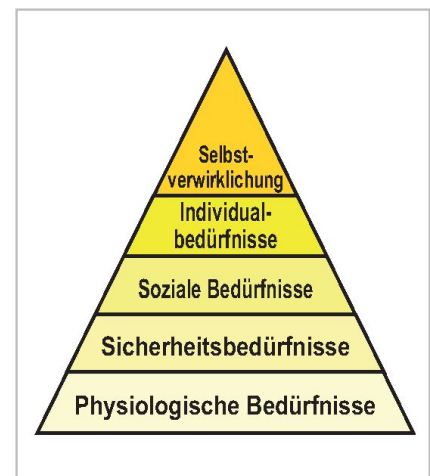 Selbst-
verwirklichung
Individual-
bedürfnisse
Soziale Bedürfnisse
Sicherheitsbedürfnisse
Physiologische Bedürfnisse